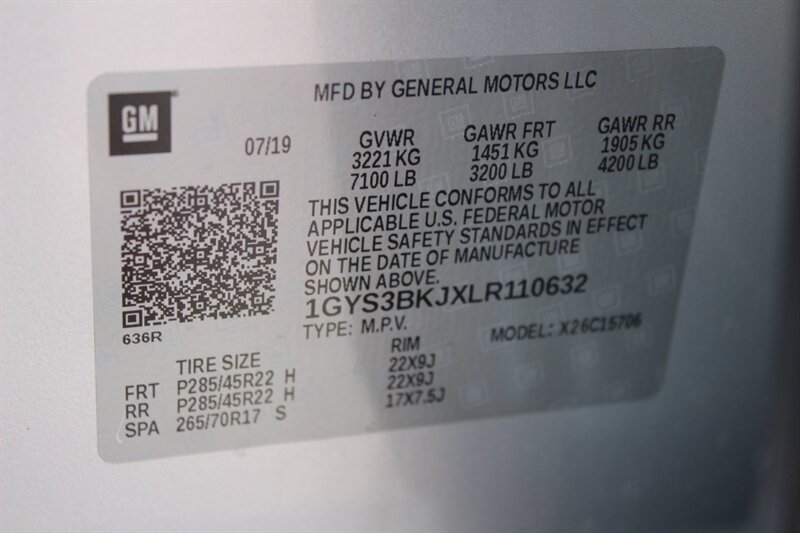 GM
MFD BY GENERAL MOTORS LLC
07/19
GVWR GAWR FRT GAWR RR
3221 KG 1451 KG 1905 KG
7100 LB 3200 LB 4200 LB
THIS VEHICLE CONFORMS TO ALL
APPLICABLE U.S. FEDERAL MOTOR
VEHICLE SAFETY STANDARDS IN EFFECT
ON THE DATE OF MANUFACTURE
SHOWN ABOVE.
1GYS3BKJXLR110632
636R
TYPE: M.P.V. MODEL: X26C15706
TIRE SIZE RIM
FRT P285/45R22 H 22X9J
RR P285/45R22 H 22X9J
SPA 265/70R17 S 17X7.5J